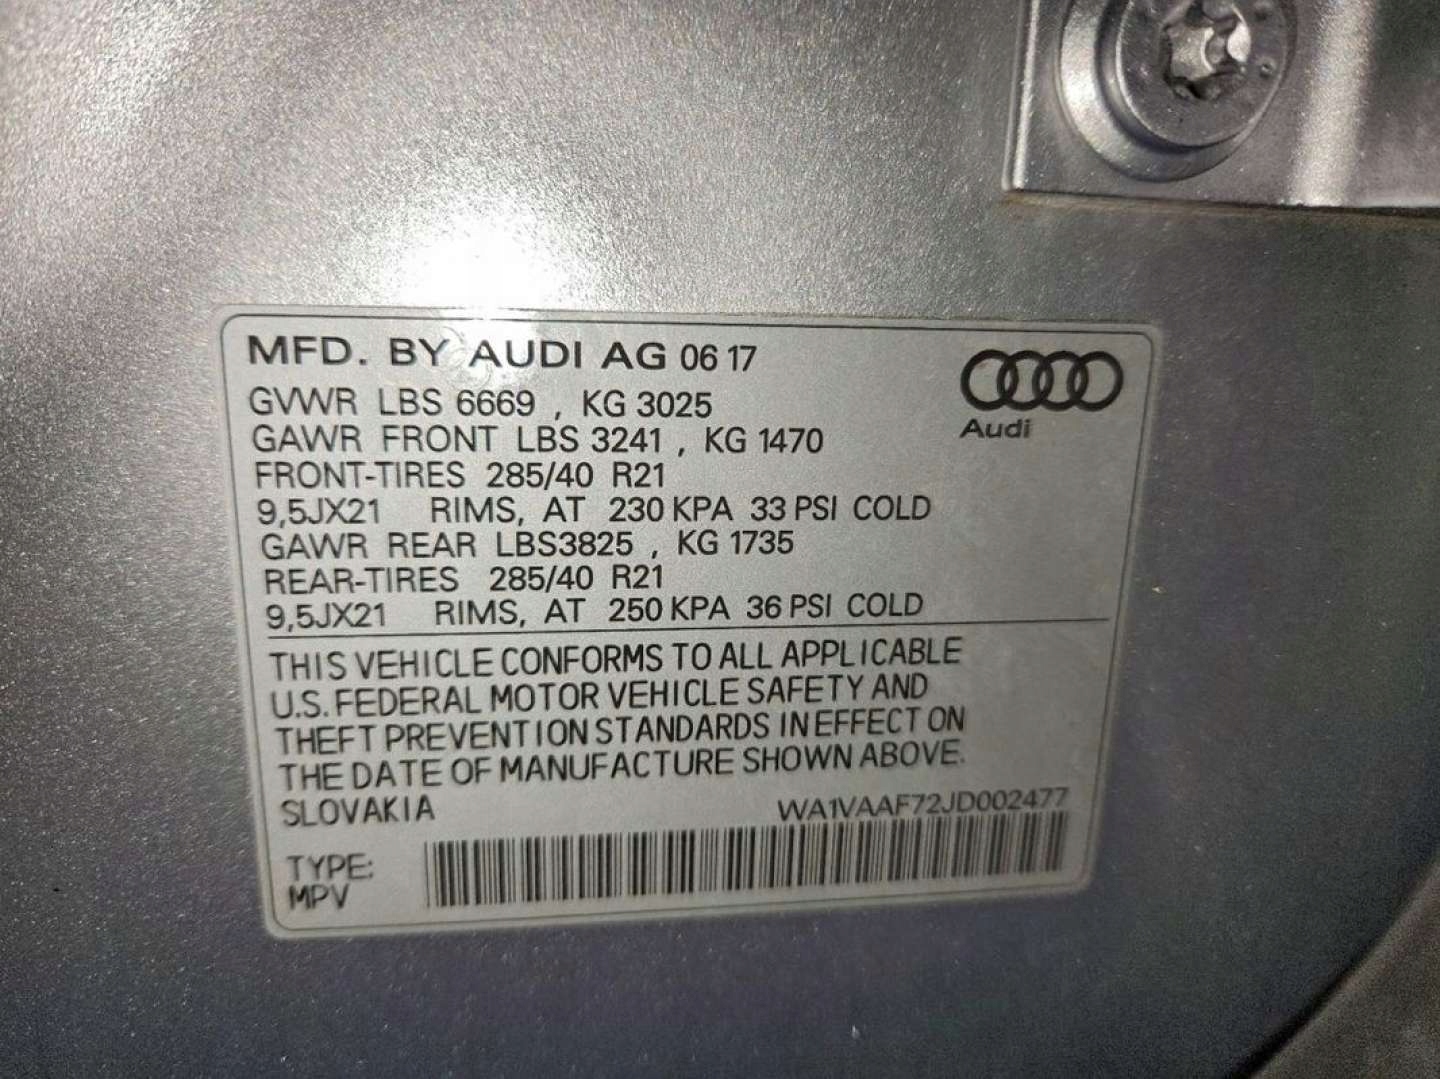 MFD. BY AUDI AG 06 17
GVWR LBS 6669 , KG 3025
GAWR FRONT LBS 3241 , KG 1470
FRONT-TIRES 285/40 R21
9,5JX21 RIMS, AT 230 KPA 33 PSI COLD
GAWR REAR LBS3825 , KG 1735
REAR-TIRES 285/40 R21
9,5JX21 RIMS, AT 250 KPA 36 PSI COLD
Audi
THIS VEHICLE CONFORMS TO ALL APPLICABLE
U.S. FEDERAL MOTOR VEHICLE SAFETY AND
THEFT PREVENTION STANDARDS IN EFFECT ON
THE DATE OF MANUFACTURE SHOWN ABOVE.
SLOVAKIA WA1VAAF72JD002477
TYPE:
MPV